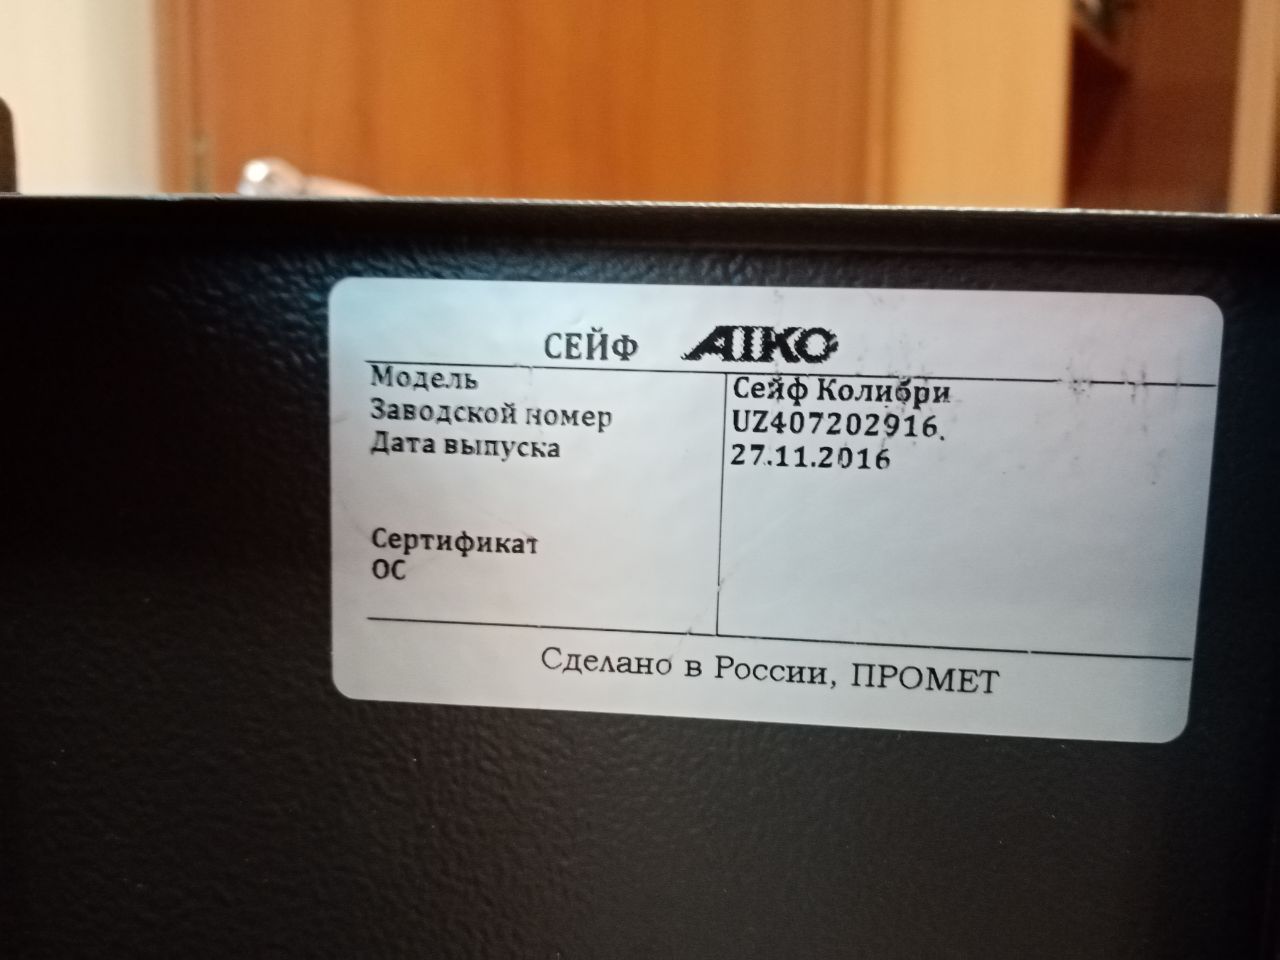 СЕЙФ AIKO
Модель Сейф Колибри
Заводской номер UZ407202916.
Дата выпуска 27.11.2016
Сертификат
ОС
Сделано в России, ПРОМЕТ